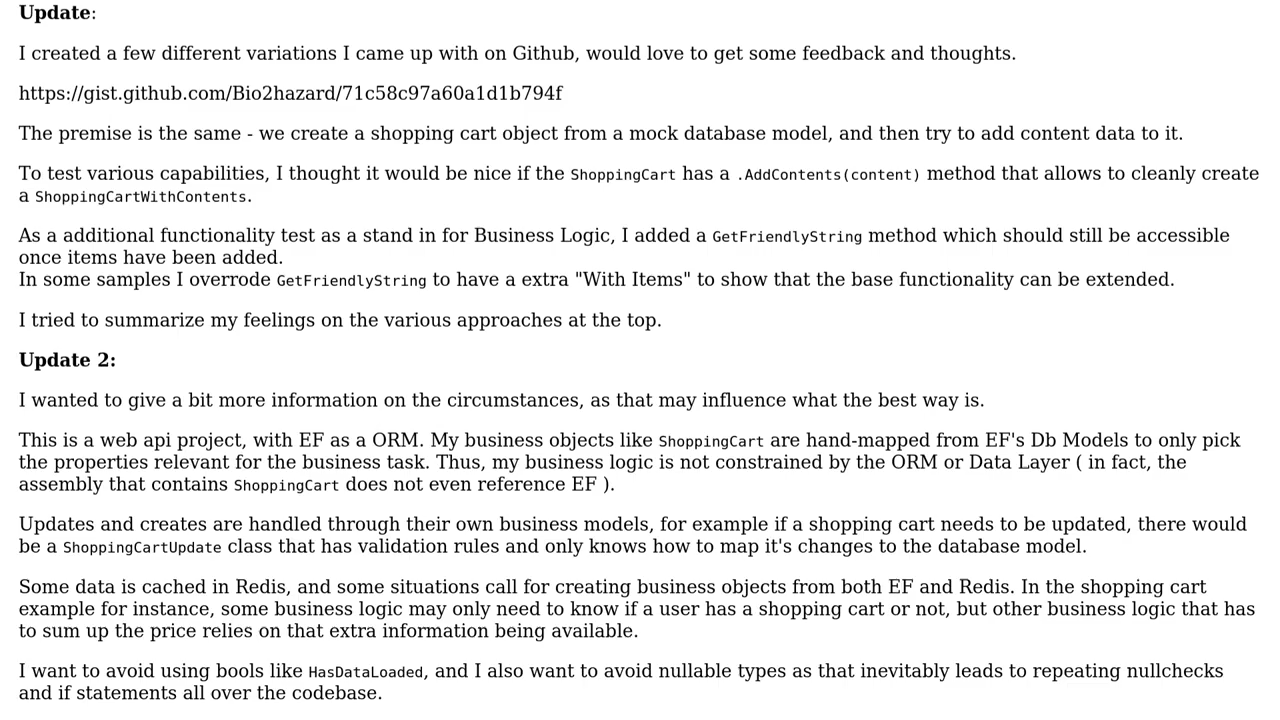 Update:
I created a few different variations I came up with on Github, would love to get some feedback and thoughts.
https://gist.github.com/Bio2hazard/71c58c97a60a1d1b794f
The premise is the same - we create a shopping cart object from a mock database model, and then try to add content data to it.
To test various capabilities, I thought it would be nice if the ShoppingCart has a .AddContents(content) method that allows to cleanly create
a ShoppingCartWithContents.
As a additional functionality test as a stand in for Business Logic, I added a GetFriendlyString method which should still be accessible
once items have been added.
In some samples I overrode GetFriendlyString to have a extra "With Items" to show that the base functionality can be extended.
I tried to summarize my feelings on the various approaches at the top.
Update 2:
I wanted to give a bit more information on the circumstances, as that may influence what the best way is.
This is a web api project, with EF as a ORM. My business objects like ShoppingCart are hand-mapped from EF's Db Models to only pick
the properties relevant for the business task. Thus, my business logic is not constrained by the ORM or Data Layer ( in fact, the
assembly that contains ShoppingCart does not even reference EF ).
Updates and creates are handled through their own business models, for example if a shopping cart needs to be updated, there would
be a ShoppingCartUpdate class that has validation rules and only knows how to map it's changes to the database model.
Some data is cached in Redis, and some situations call for creating business objects from both EF and Redis. In the shopping cart
example for instance, some business logic may only need to know if a user has a shopping cart or not, but other business logic that has
to sum up the price relies on that extra information being available.
I want to avoid using bools like HasDataLoaded, and I also want to avoid nullable types as that inevitably leads to repeating nullchecks
and if statements all over the codebase.